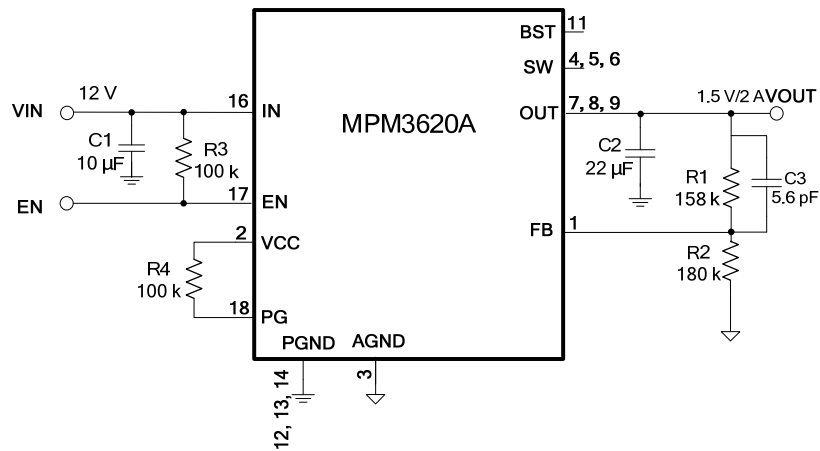 BST
11
SW
4, 5, 6
12 V
VIN
16
IN
MPM3620A
OUT
7, 8, 9
1.5 V/2 A VOUT
C1
10 µF
R3
100 k
C2
22 µF
R1
158 k
C3
5.6 pF
EN
17
EN
FB
1
2
VCC
R2
180 k
R4
100 k
18
PG
PGND
AGND
12, 13, 14
3